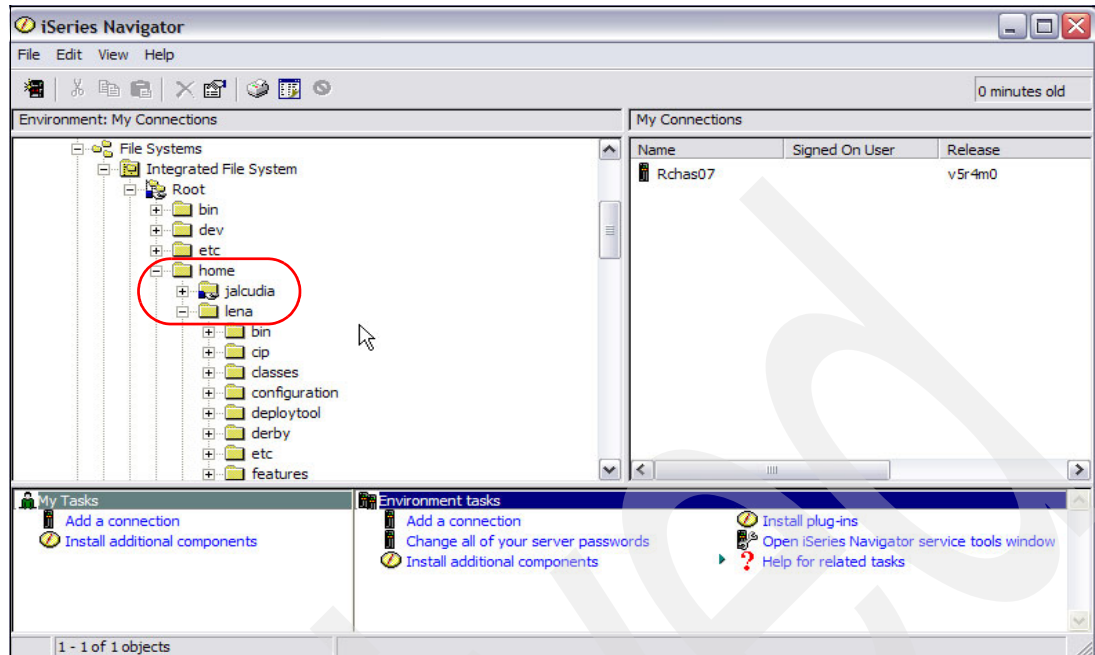 iSeries Navigator
File Edit View Help
0 minutes old
Environment: My Connections
My Connections
File Systems
Integrated File System
Root
bin
dev
etc
home
jalcudia
lena
bin
cip
classes
configuration
deploytool
derby
etc
features
Name Signed On User Release
Rchas07 v5r4m0
My Tasks
Add a connection
Install additional components
Environment tasks
Add a connection
Change all of your server passwords
Install additional components
Install plug-ins
Open iSeries Navigator service tools window
Help for related tasks
1 - 1 of 1 objects